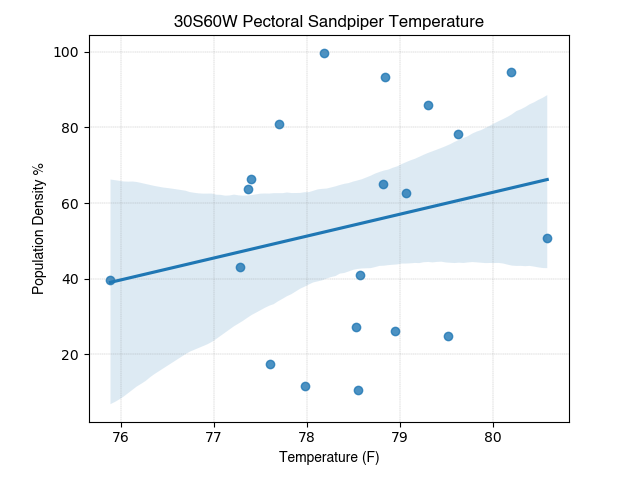 30S60W Pectoral Sandpiper Temperature
100
80
60
40
20
Population Density %
76 77 78 79 80
Temperature (F)